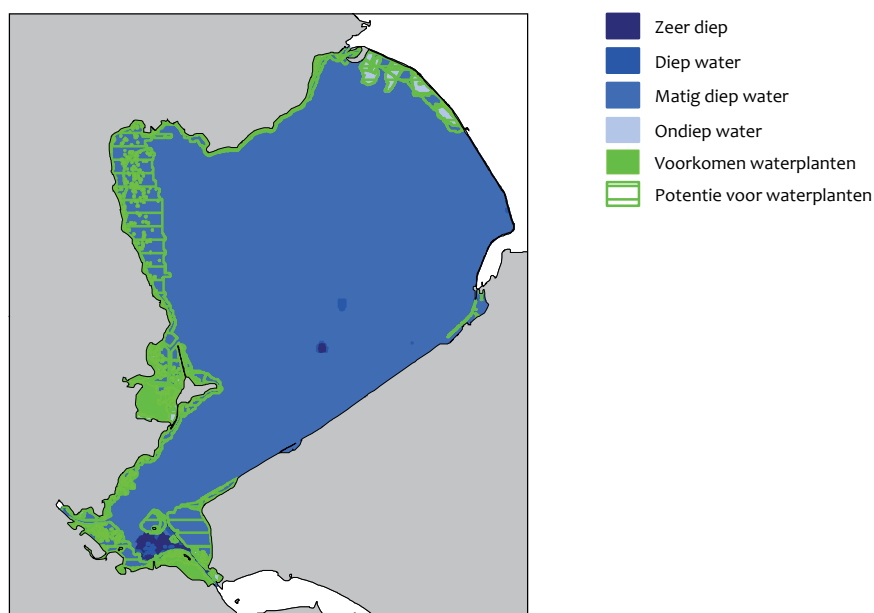 Zeer diep
Diep water
Matig diep water
Ondiep water
Voorkomen waterplanten
Potentie voor waterplanten